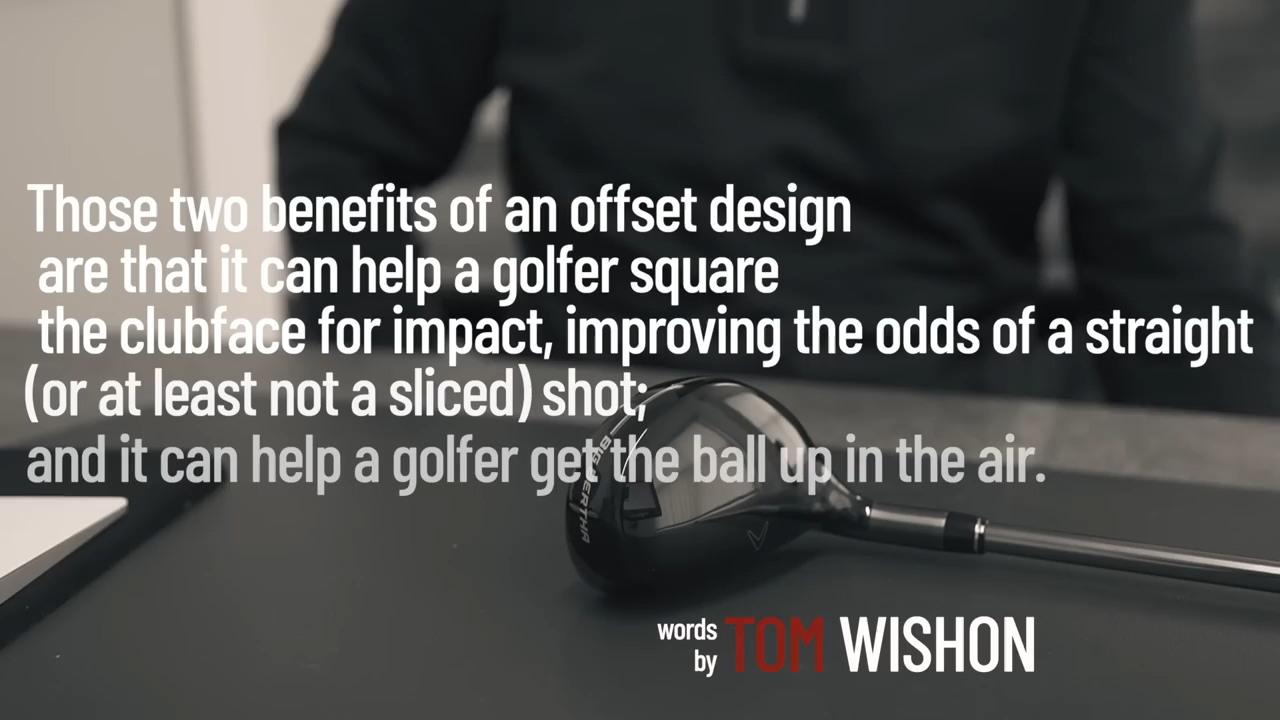 Those two benefits of an offset design
are that it can help a golfer square
the clubface for impact, improving the odds of a straight
(or at least not a sliced) shot;
and it can help a golfer get the ball up in the air.
BIG BERTHA
words
by
TOM WISHON